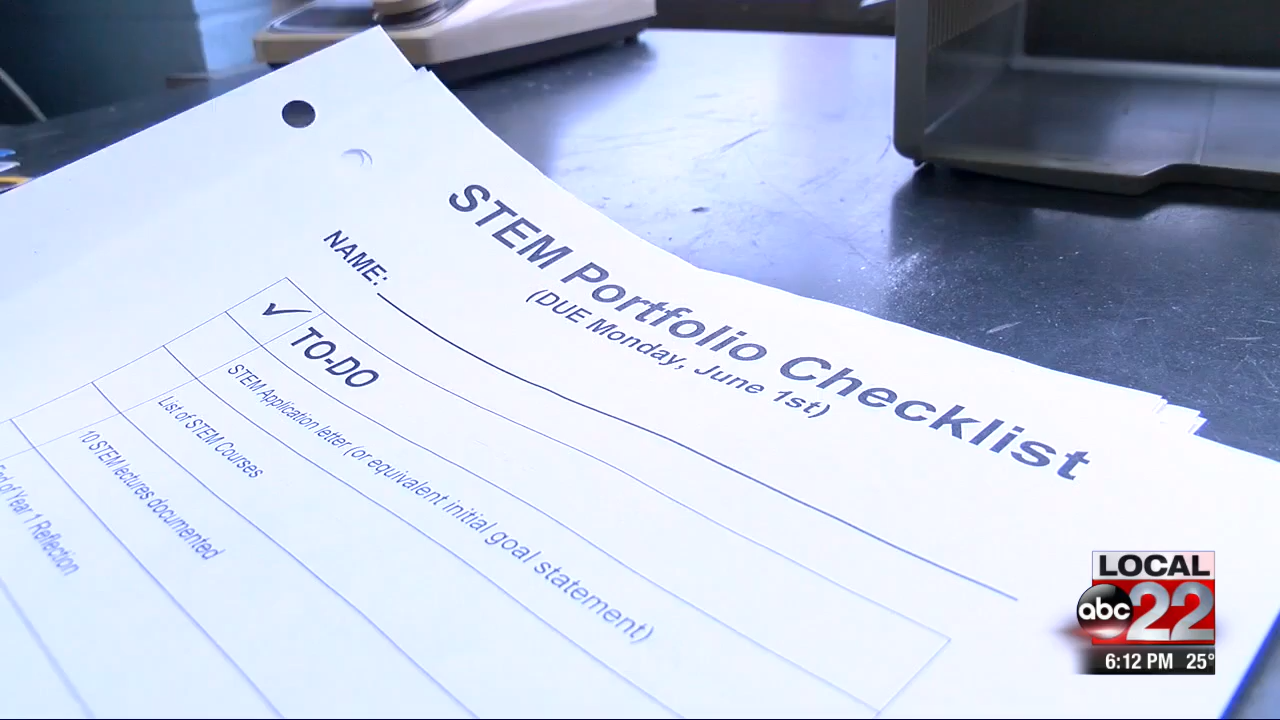 STEM Portfolio Checklist
(DUE Monday, June 1st)
NAME:
✓ TO-DO
STEM Application letter (or equivalent initial goal statement)
List of STEM Courses
10 STEM lectures documented
End of Year 1 Reflection
LOCAL
abc 22
6:12 PM 25°